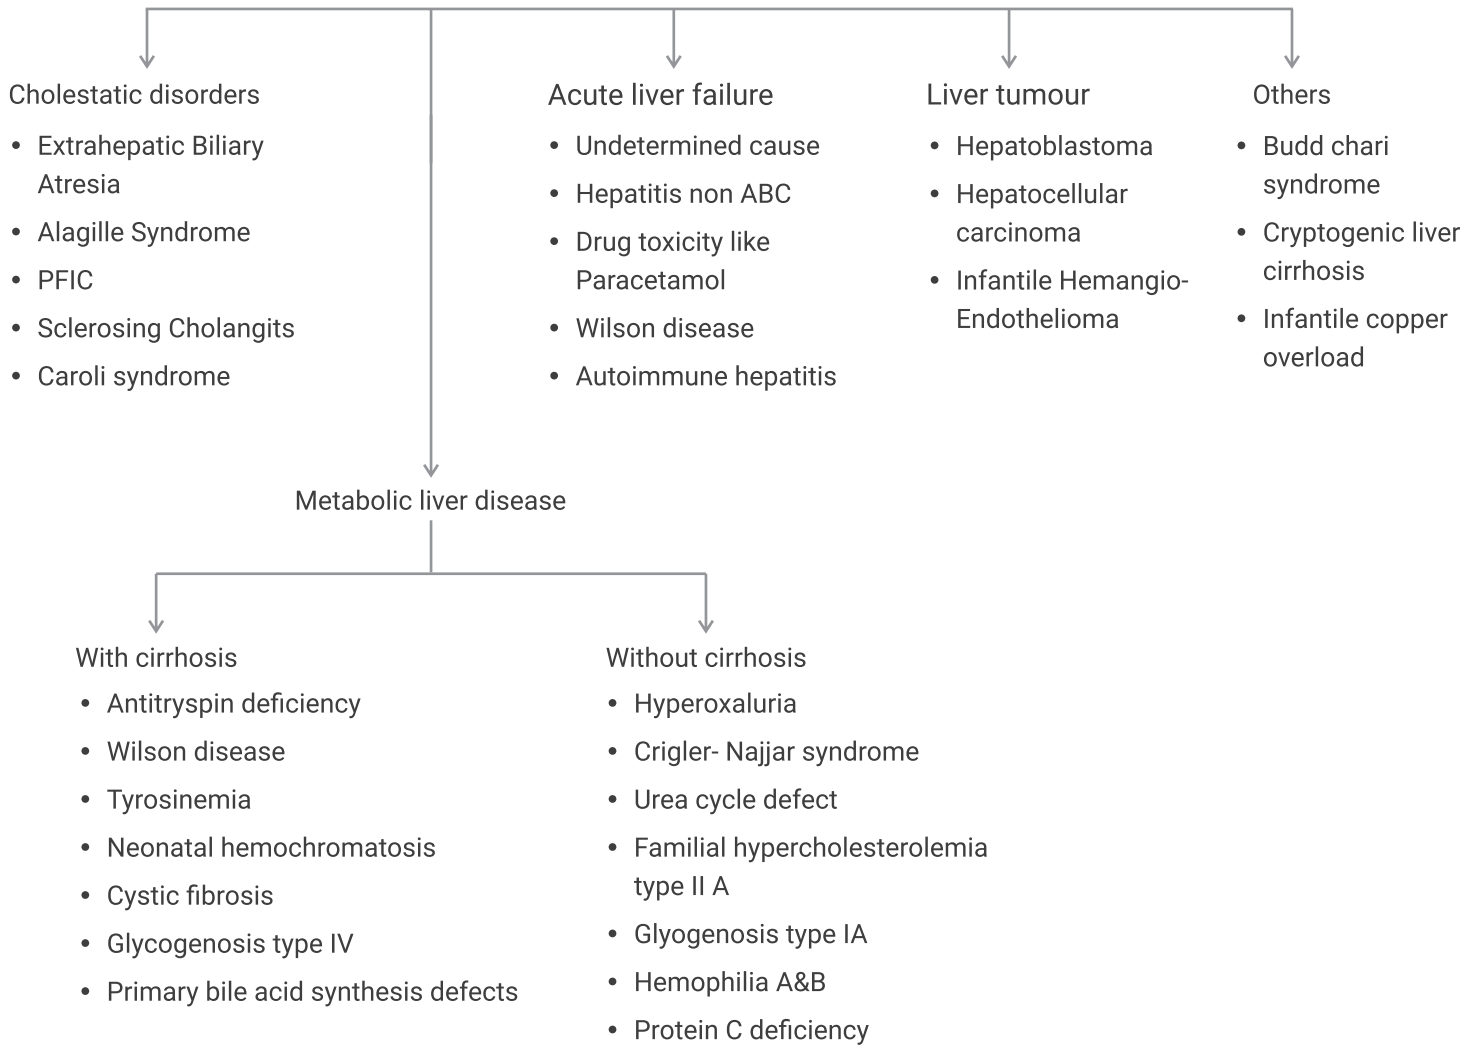 Cholestatic disorders
• Extrahepatic Biliary
Atresia
• Alagille Syndrome
• PFIC
• Sclerosing Cholangits
• Caroli syndrome
Acute liver failure
• Undetermined cause
• Hepatitis non ABC
• Drug toxicity like
Paracetamol
• Wilson disease
• Autoimmune hepatitis
Liver tumour
• Hepatoblastoma
• Hepatocellular
carcinoma
• Infantile Hemangio-
Endothelioma
Others
• Budd chari
syndrome
• Cryptogenic liver
cirrhosis
• Infantile copper
overload
Metabolic liver disease
With cirrhosis
• Antitryspin deficiency
• Wilson disease
• Tyrosinemia
• Neonatal hemochromatosis
• Cystic fibrosis
• Glycogenosis type IV
• Primary bile acid synthesis defects
Without cirrhosis
• Hyperoxaluria
• Crigler- Najjar syndrome
• Urea cycle defect
• Familial hypercholesterolemia
type II A
• Glyogenosis type IA
• Hemophilia A&B
• Protein C deficiency